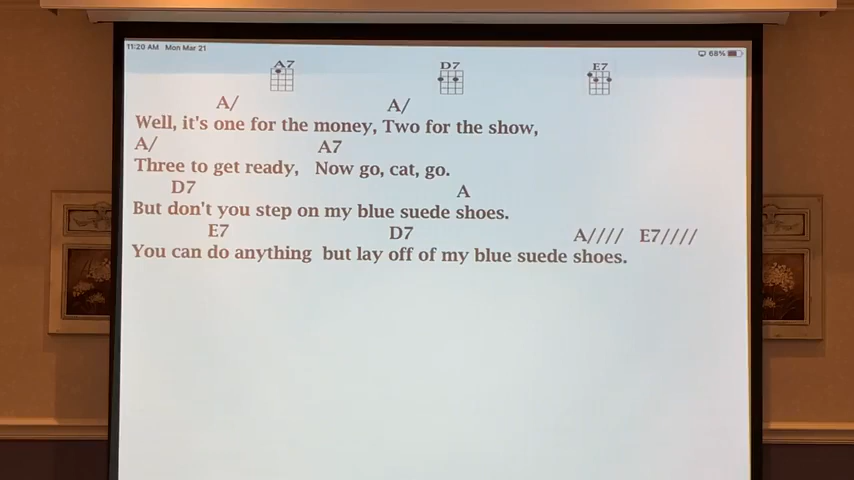 11:20 AM Mon Mar 21
68%
A7 D7 E7
A/ A/
Well, it's one for the money, Two for the show,
A/ A7
Three to get ready, Now go, cat, go.
D7 A
But don't you step on my blue suede shoes.
E7 D7 A//// E7////
You can do anything but lay off of my blue suede shoes.